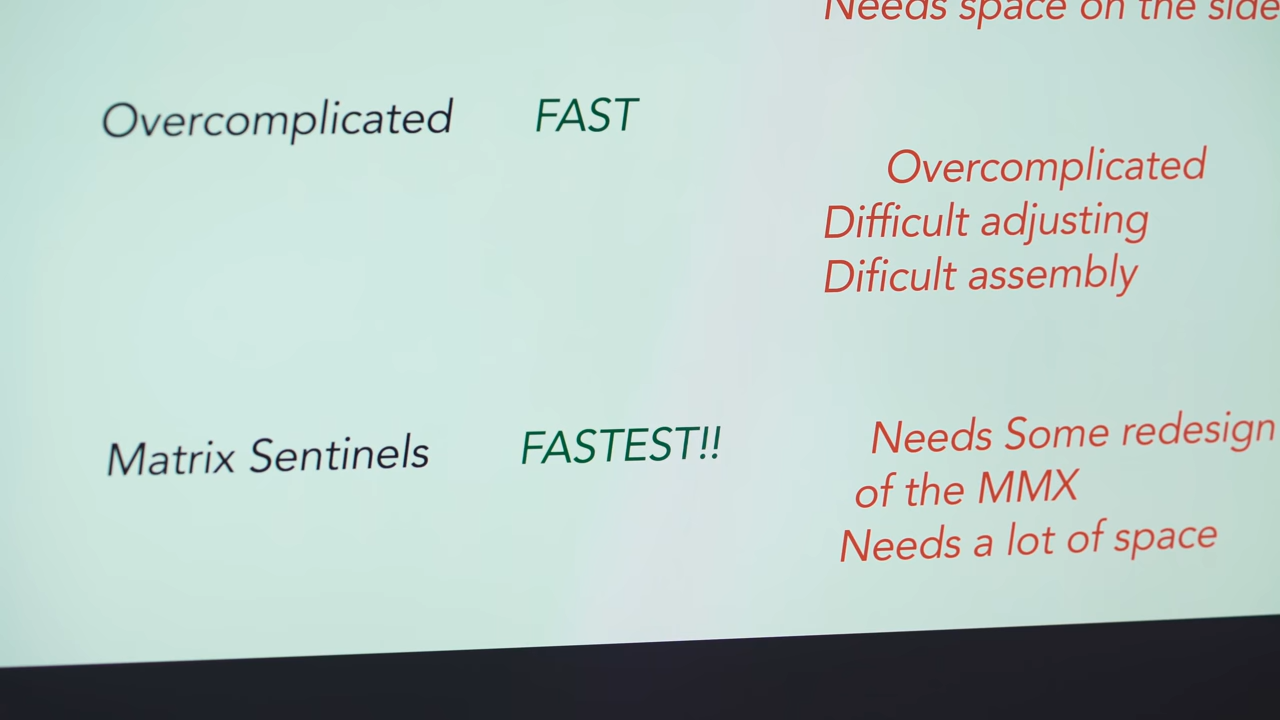 Needs space on the side
Overcomplicated FAST
Overcomplicated
Difficult adjusting
Dificult assembly
Matrix Sentinels FASTEST!!
Needs Some redesign
of the MMX
Needs a lot of space